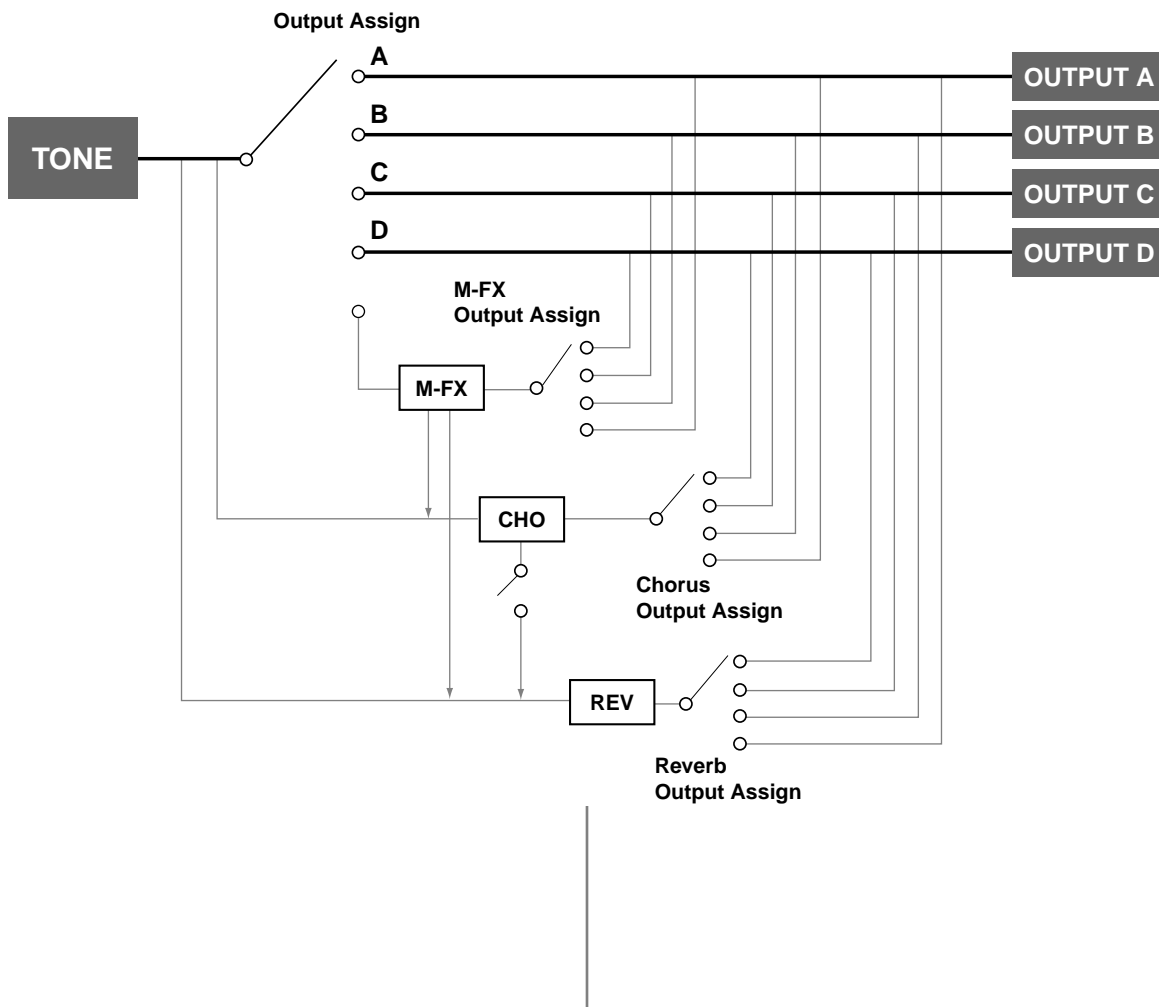 Output Assign
A
OUTPUT A
B
OUTPUT B
TONE
C
OUTPUT C
D
OUTPUT D
M-FX
Output Assign
M-FX
CHO
Chorus
Output Assign
REV
Reverb
Output Assign